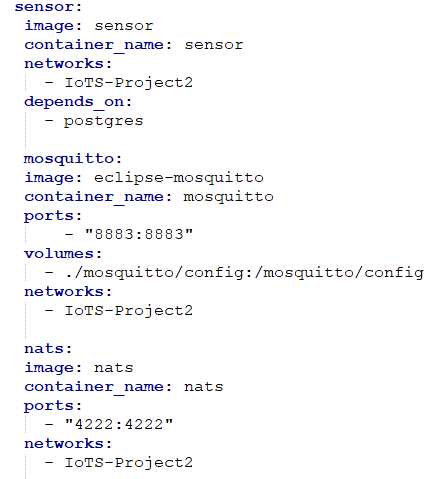 sensor:
 image: sensor
 container_name: sensor
 networks:
   - IoTS-Project2
 depends_on:
   - postgres

 mosquitto:
 image: eclipse-mosquitto
 container_name: mosquitto
 ports:
     - "8883:8883"
 volumes:
   - ./mosquitto/config:/mosquitto/config
 networks:
   - IoTS-Project2

 nats:
 image: nats
 container_name: nats
 ports:
   - "4222:4222"
 networks:
   - IoTS-Project2